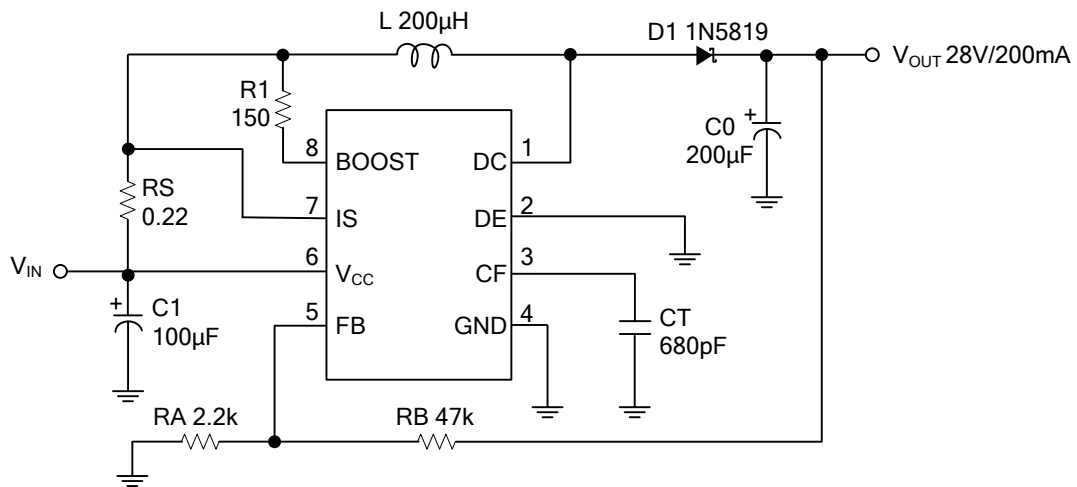 L 200µH
D1 1N5819
VOUT 28V/200mA
R1
150
C0
200µF
+
8 BOOST
DC 1
RS
0.22
7 IS
DE 2
VIN
6 VCC
CF 3
+
C1
100µF
5 FB
GND 4
CT
680pF
RA 2.2k
RB 47k